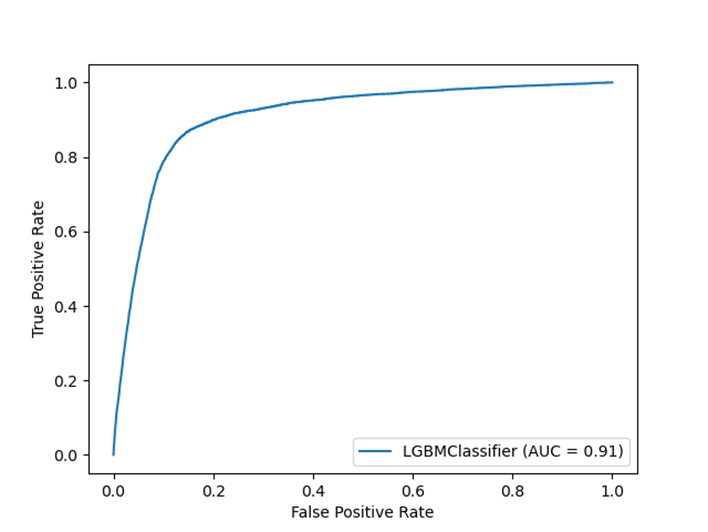 1.0
0.8
0.6
0.4
0.2
0.0
True Positive Rate
LGBMClassifier (AUC = 0.91)
0.0 0.2 0.4 0.6 0.8 1.0
False Positive Rate